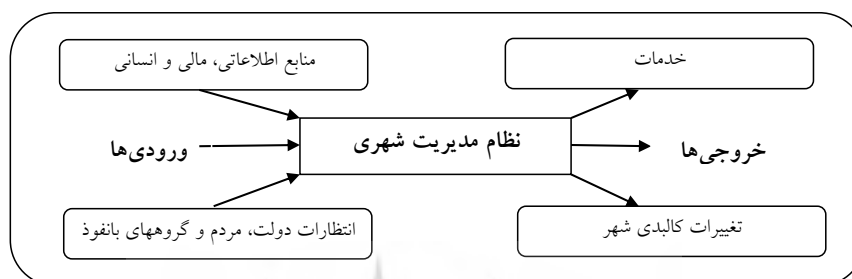 منابع اطلاعاتی، مالی و انسانی
خدمات
ورودی‌ها
نظام مدیریت شهری
خروجی‌ها
انتظارات دولت، مردم و گروههای بانفوذ
تغییرات کالبدی شهر